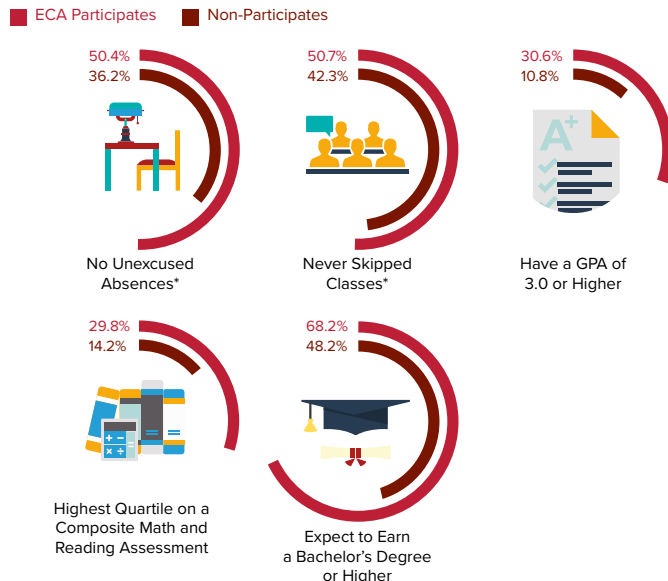 ECA Participates Non-Participates
50.4%
36.2%
No Unexcused
Absences*
50.7%
42.3%
Never Skipped
Classes*
30.6%
10.8%
A+
Have a GPA of
3.0 or Higher
29.8%
14.2%
+ -
× ÷
Highest Quartile on a
Composite Math and
Reading Assessment
68.2%
48.2%
Expect to Earn
a Bachelor's Degree
or Higher